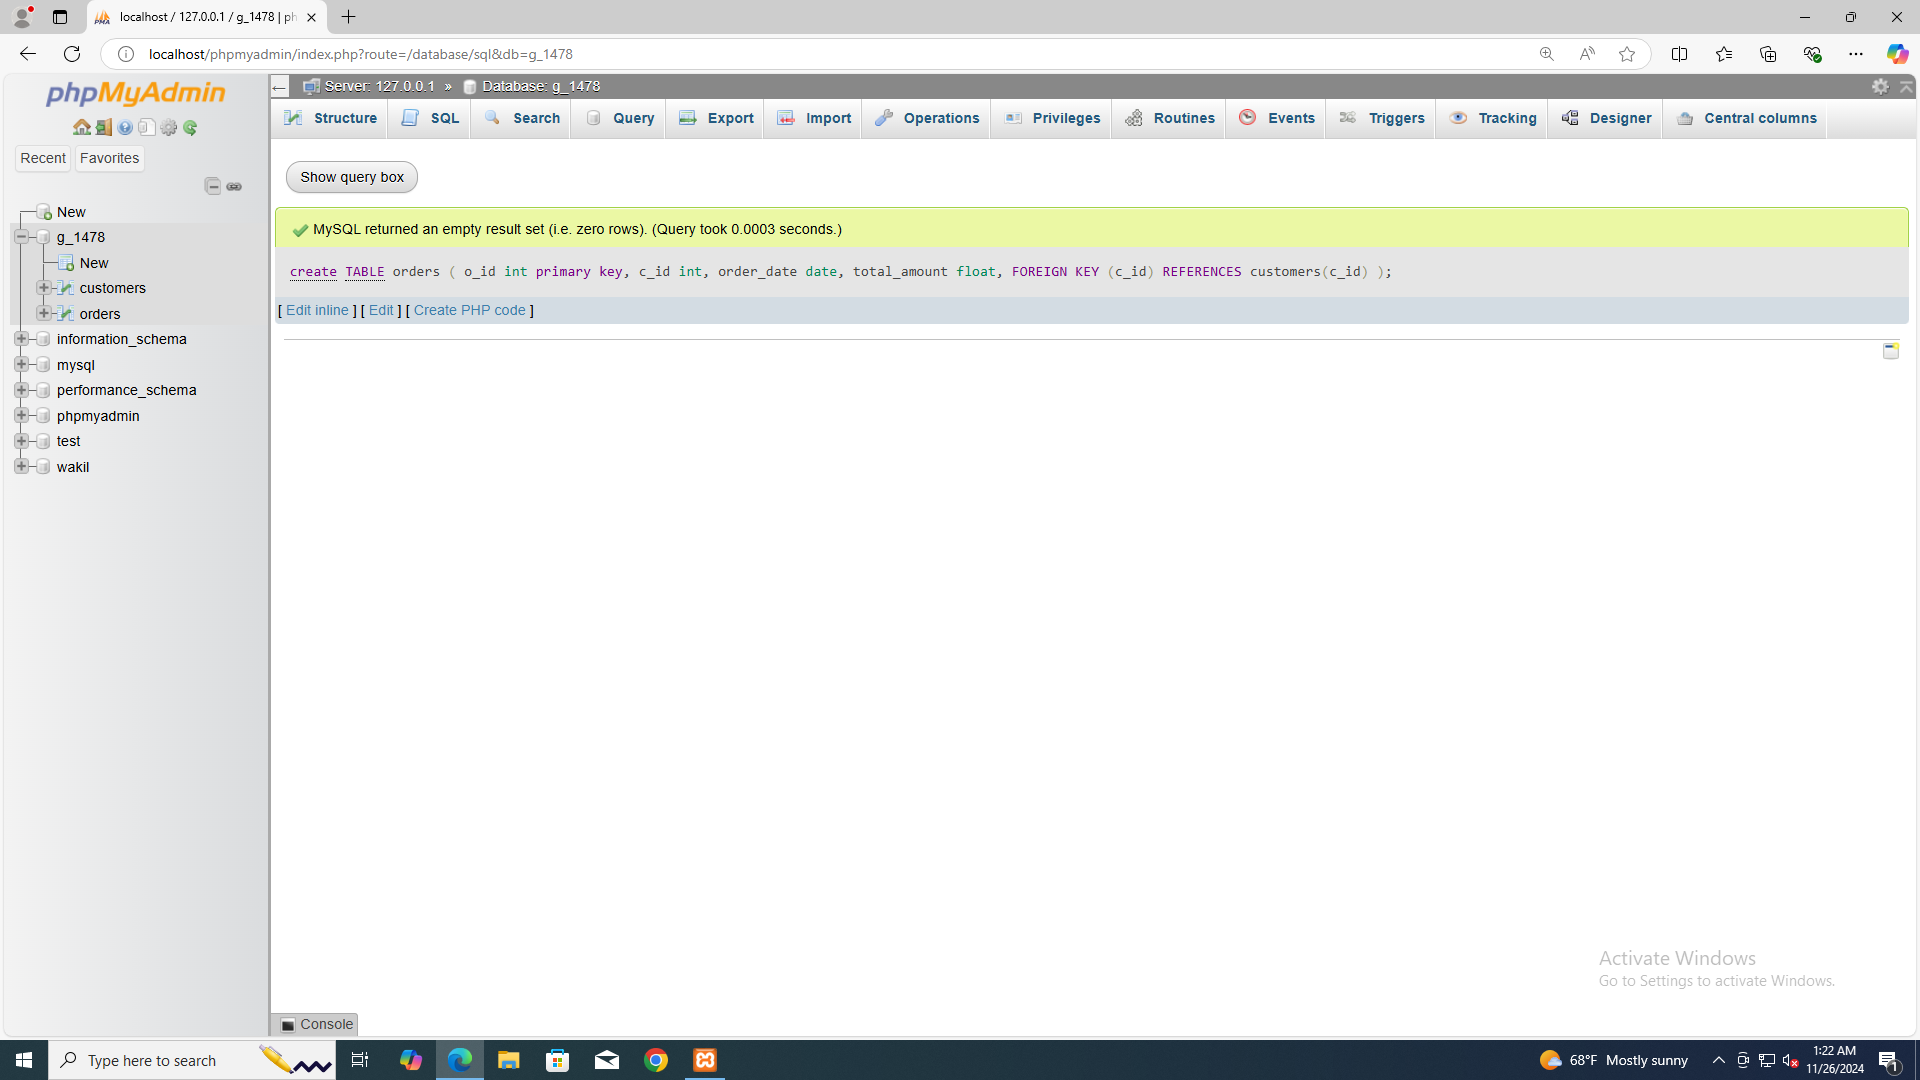 localhost / 127.0.0.1 / g_1478 | ph
localhost/phpmyadmin/index.php?route=/database/sql&db=g_1478
phpMyAdmin
Recent
Favorites
New
g_1478
New
customers
orders
information_schema
mysql
performance_schema
phpmyadmin
test
wakil
Server: 127.0.0.1 » Database: g_1478
Structure SQL Search Query Export Import Operations Privileges Routines Events Triggers Tracking Designer Central columns
Show query box
MySQL returned an empty result set (i.e. zero rows). (Query took 0.0003 seconds.)
create TABLE orders ( o_id int primary key, c_id int, order_date date, total_amount float, FOREIGN KEY (c_id) REFERENCES customers(c_id) );
[ Edit inline ] [ Edit ] [ Create PHP code ]
Activate Windows
Go to Settings to activate Windows.
Console
Type here to search
68°F Mostly sunny
1:22 AM
11/26/2024
1